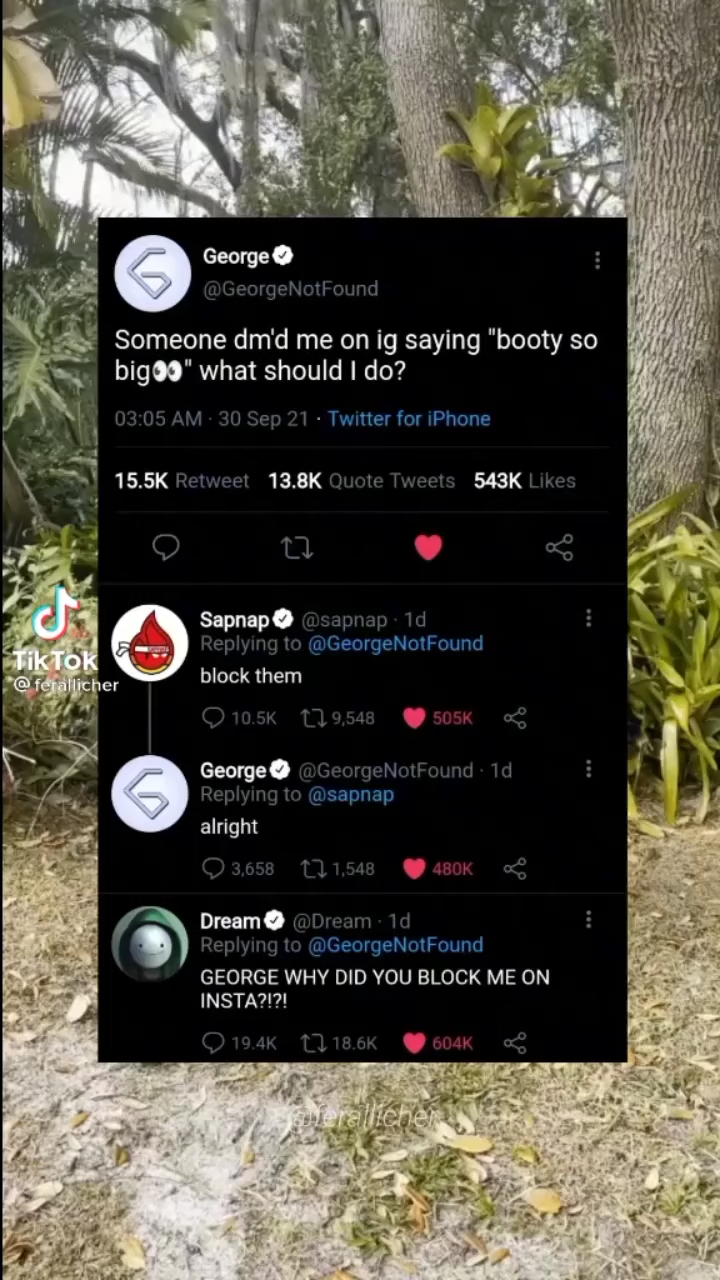 George
@GeorgeNotFound
Someone dm'd me on ig saying "booty so
big👀" what should I do?
03:05 AM · 30 Sep 21 · Twitter for iPhone
15.5K Retweet 13.8K Quote Tweets 543K Likes
Sapnap @sapnap · 1d
Replying to @GeorgeNotFound
block them
10.5K 9,548 505K
TikTok
@ferallicher
George @GeorgeNotFound · 1d
Replying to @sapnap
alright
3,658 1,548 480K
Dream @Dream · 1d
Replying to @GeorgeNotFound
GEORGE WHY DID YOU BLOCK ME ON
INSTA?!?!
19.4K 18.6K 604K
@ferallicher